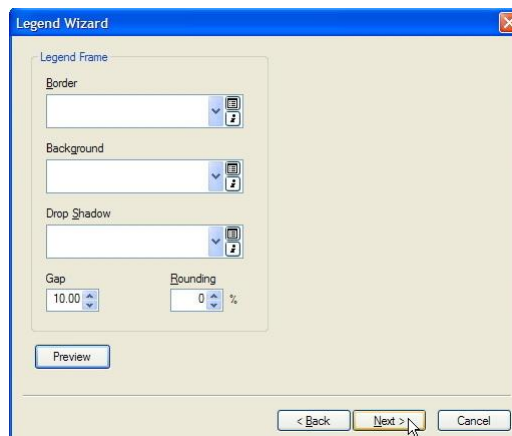 Legend Wizard
Legend Frame
Border
Background
Drop Shadow
Gap
Rounding
10.00
0 %
Preview
< Back
Next >
Cancel